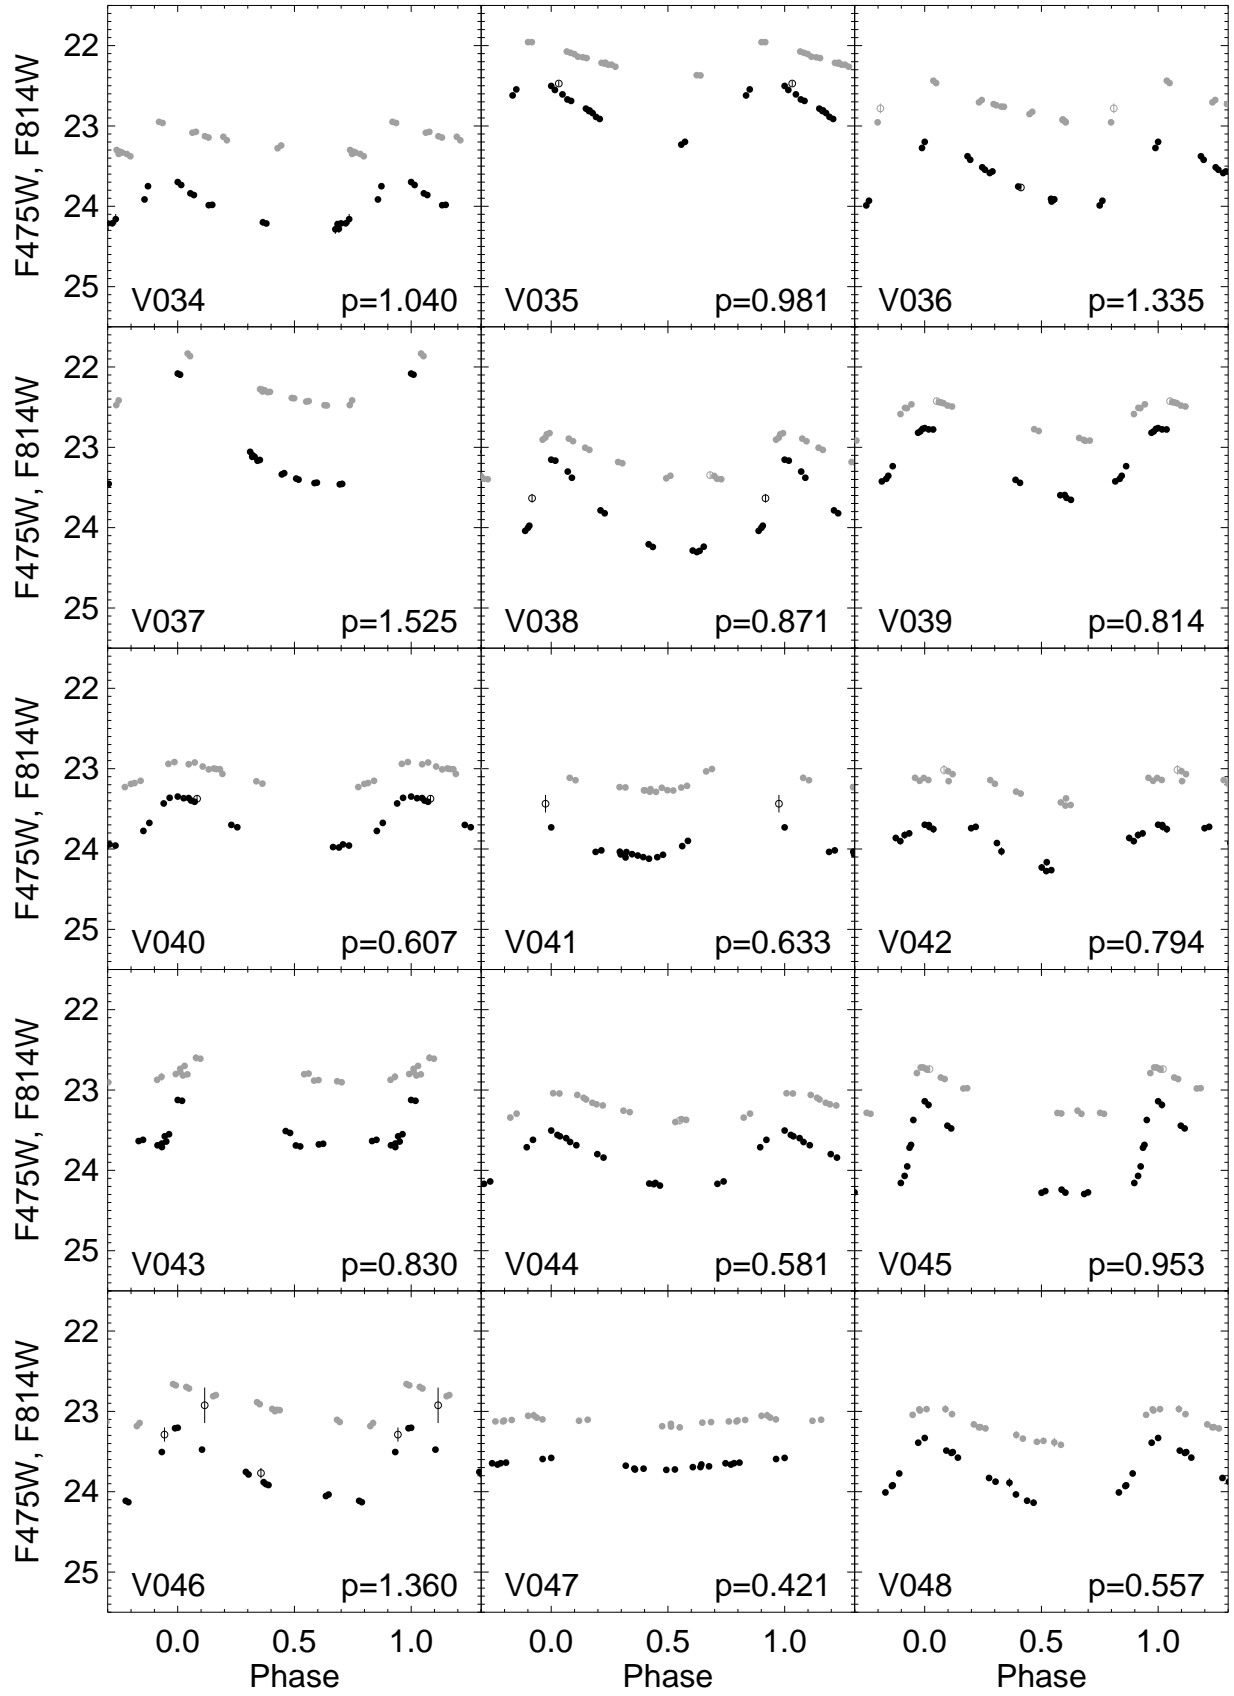 F475W, F814W
22
23
24
25
V034 p=1.040
V035 p=0.981
V036 p=1.335
F475W, F814W
22
23
24
25
V037 p=1.525
V038 p=0.871
V039 p=0.814
F475W, F814W
22
23
24
25
V040 p=0.607
V041 p=0.633
V042 p=0.794
F475W, F814W
22
23
24
25
V043 p=0.830
V044 p=0.581
V045 p=0.953
F475W, F814W
22
23
24
25
V046 p=1.360
V047 p=0.421
V048 p=0.557
0.0 0.5 1.0 0.0 0.5 1.0 0.0 0.5 1.0
Phase Phase Phase